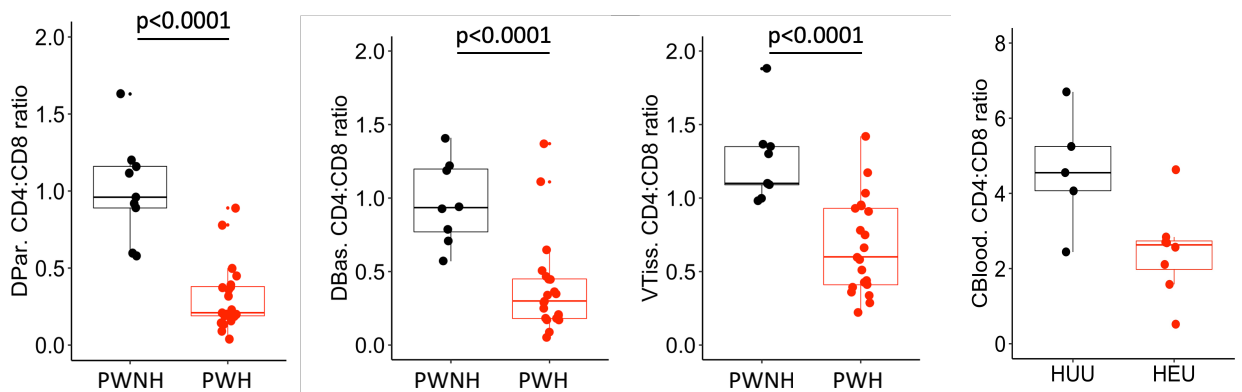 p<0.0001
DPar. CD4:CD8 ratio
2.0
1.5
1.0
0.5
0.0
PWNH PWH
p<0.0001
DBas. CD4:CD8 ratio
2.0
1.5
1.0
0.5
0.0
PWNH PWH
p<0.0001
VTiss. CD4:CD8 ratio
2.0
1.5
1.0
0.5
0.0
PWNH PWH
CBlood. CD4:CD8 ratio
8
6
4
2
0
HUU HEU